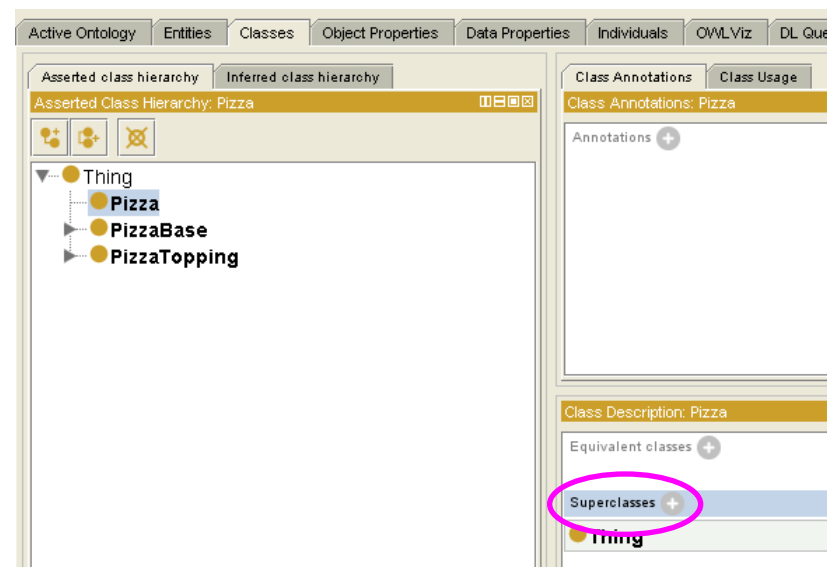 Active Ontology Entities Classes Object Properties Data Properties Individuals OWLViz DL Que
Asserted class hierarchy Inferred class hierarchy
Asserted Class Hierarchy: Pizza
Thing
Pizza
PizzaBase
PizzaTopping
Class Annotations Class Usage
Class Annotations: Pizza
Annotations
Class Description: Pizza
Equivalent classes
Superclasses
Thing